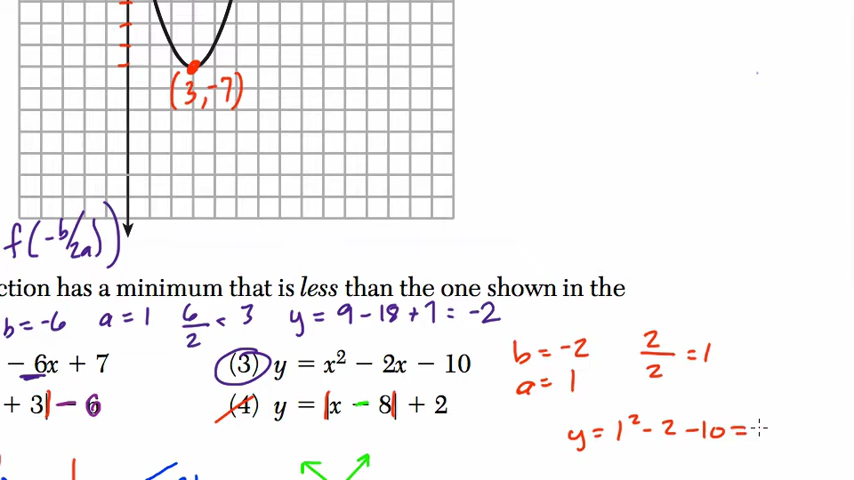 (3,-7)
f(-b/2a))
ction has a minimum that is less than the one shown in the
b = -6 a = 1 6/2 = 3 y = 9 - 18 + 7 = -2
- 6x + 7
(3) y = x² - 2x - 10
+ 3| - 6
(4) y = |x - 8| + 2
b = -2 2/2 = 1
a = 1
y = 1² - 2 - 10 =